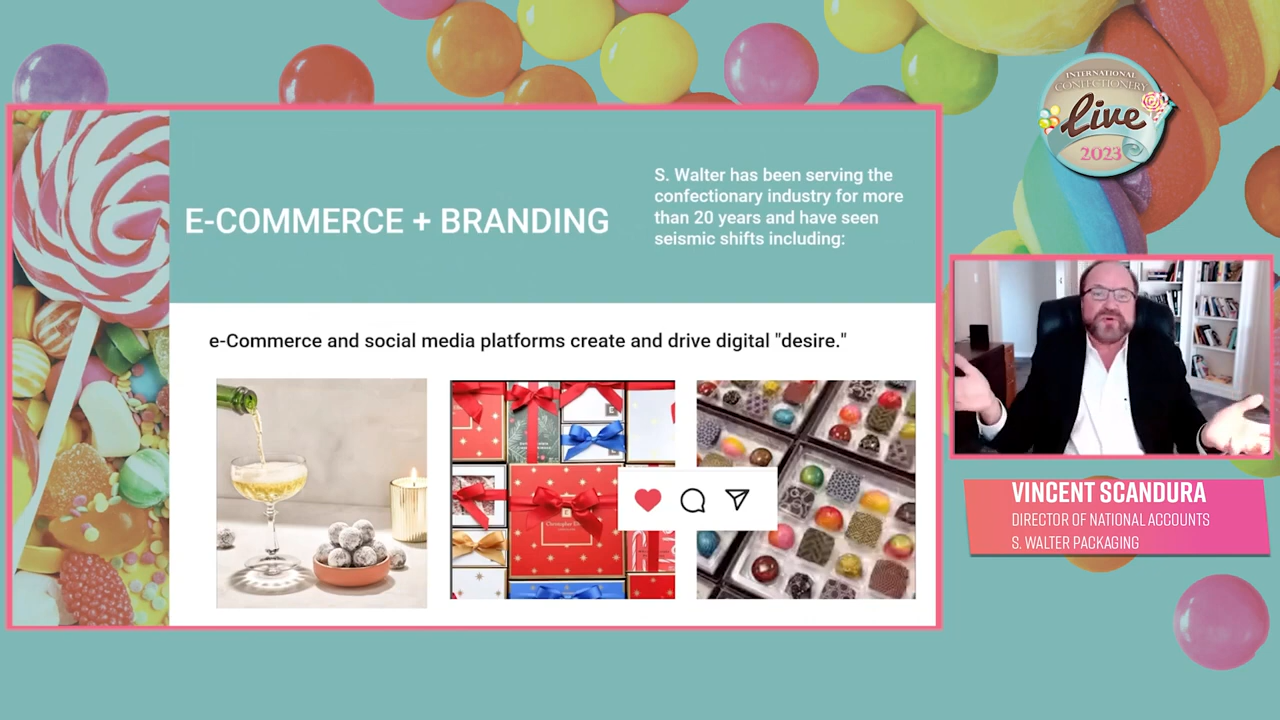 INTERNATIONAL
CONFECTIONERY
Live
2023
E-COMMERCE + BRANDING
S. Walter has been serving the
confectionary industry for more
than 20 years and have seen
seismic shifts including:
e-Commerce and social media platforms create and drive digital "desire."
VINCENT SCANDURA
DIRECTOR OF NATIONAL ACCOUNTS
S. WALTER PACKAGING